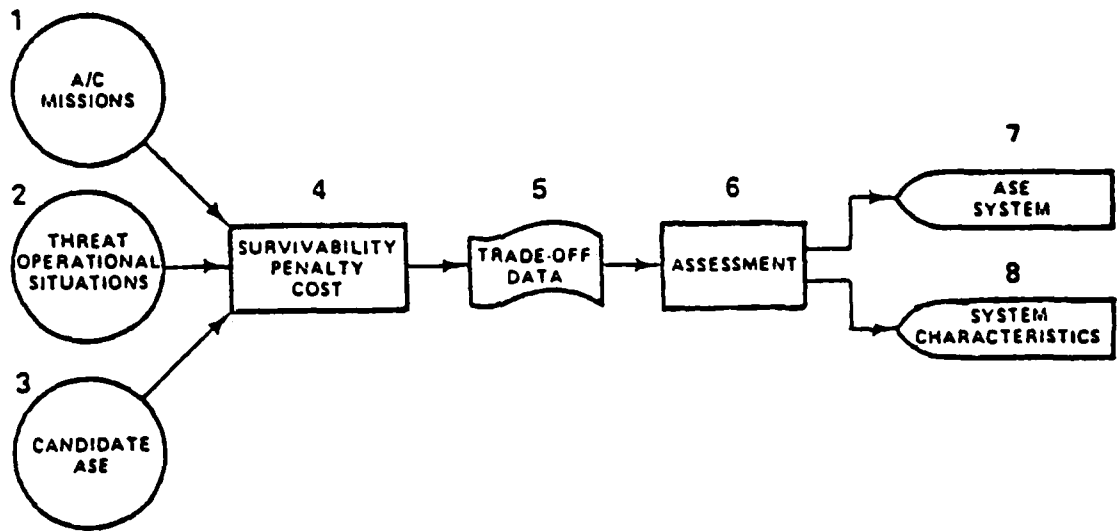 1
A/C
MISSIONS
2
THREAT
OPERATIONAL
SITUATIONS
3
CANDIDATE
ASE
4
SURVIVABILITY
PENALTY
COST
5
TRADE-OFF
DATA
6
ASSESSMENT
7
ASE
SYSTEM
8
SYSTEM
CHARACTERISTICS